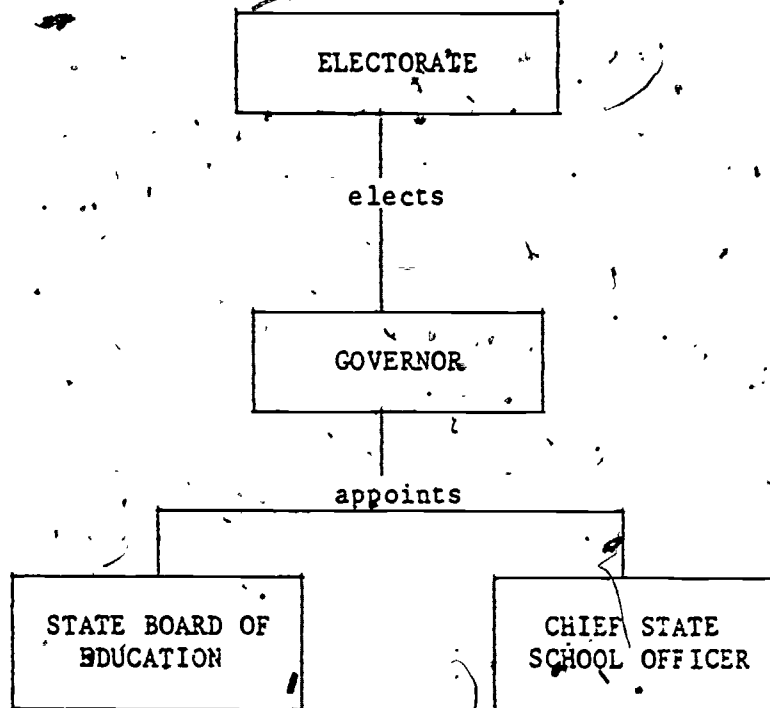 ELECTORATE
elects
GOVERNOR
appoints
STATE BOARD OF
EDUCATION
CHIEF STATE
SCHOOL OFFICER